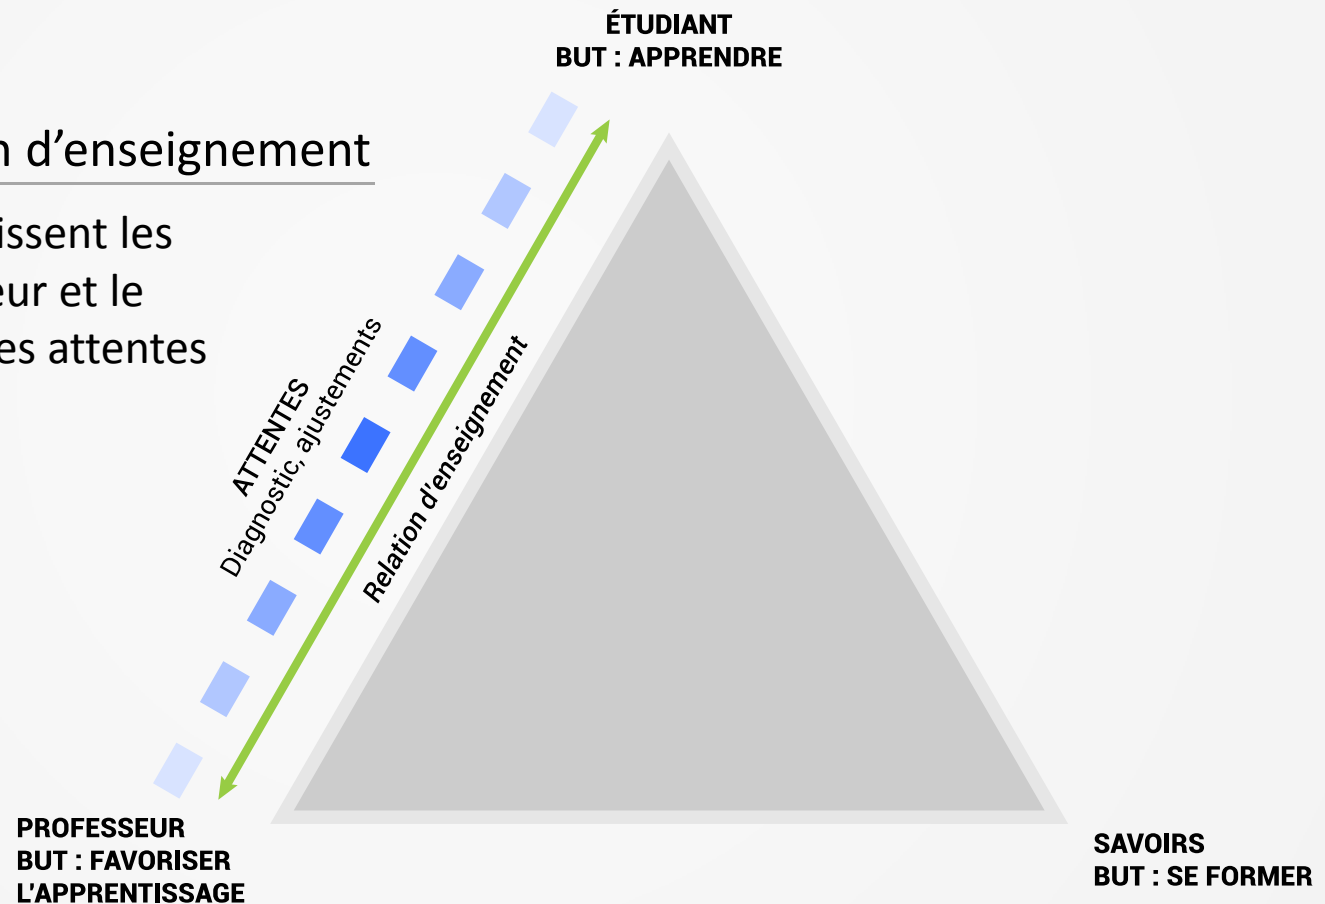 ÉTUDIANT
BUT : APPRENDRE
n d'enseignement
issent les
eur et le
es attentes
ATTENTES
Diagnostic, ajustements
Relation d'enseignement
PROFESSEUR
BUT : FAVORISER
L'APPRENTISSAGE
SAVOIRS
BUT : SE FORMER